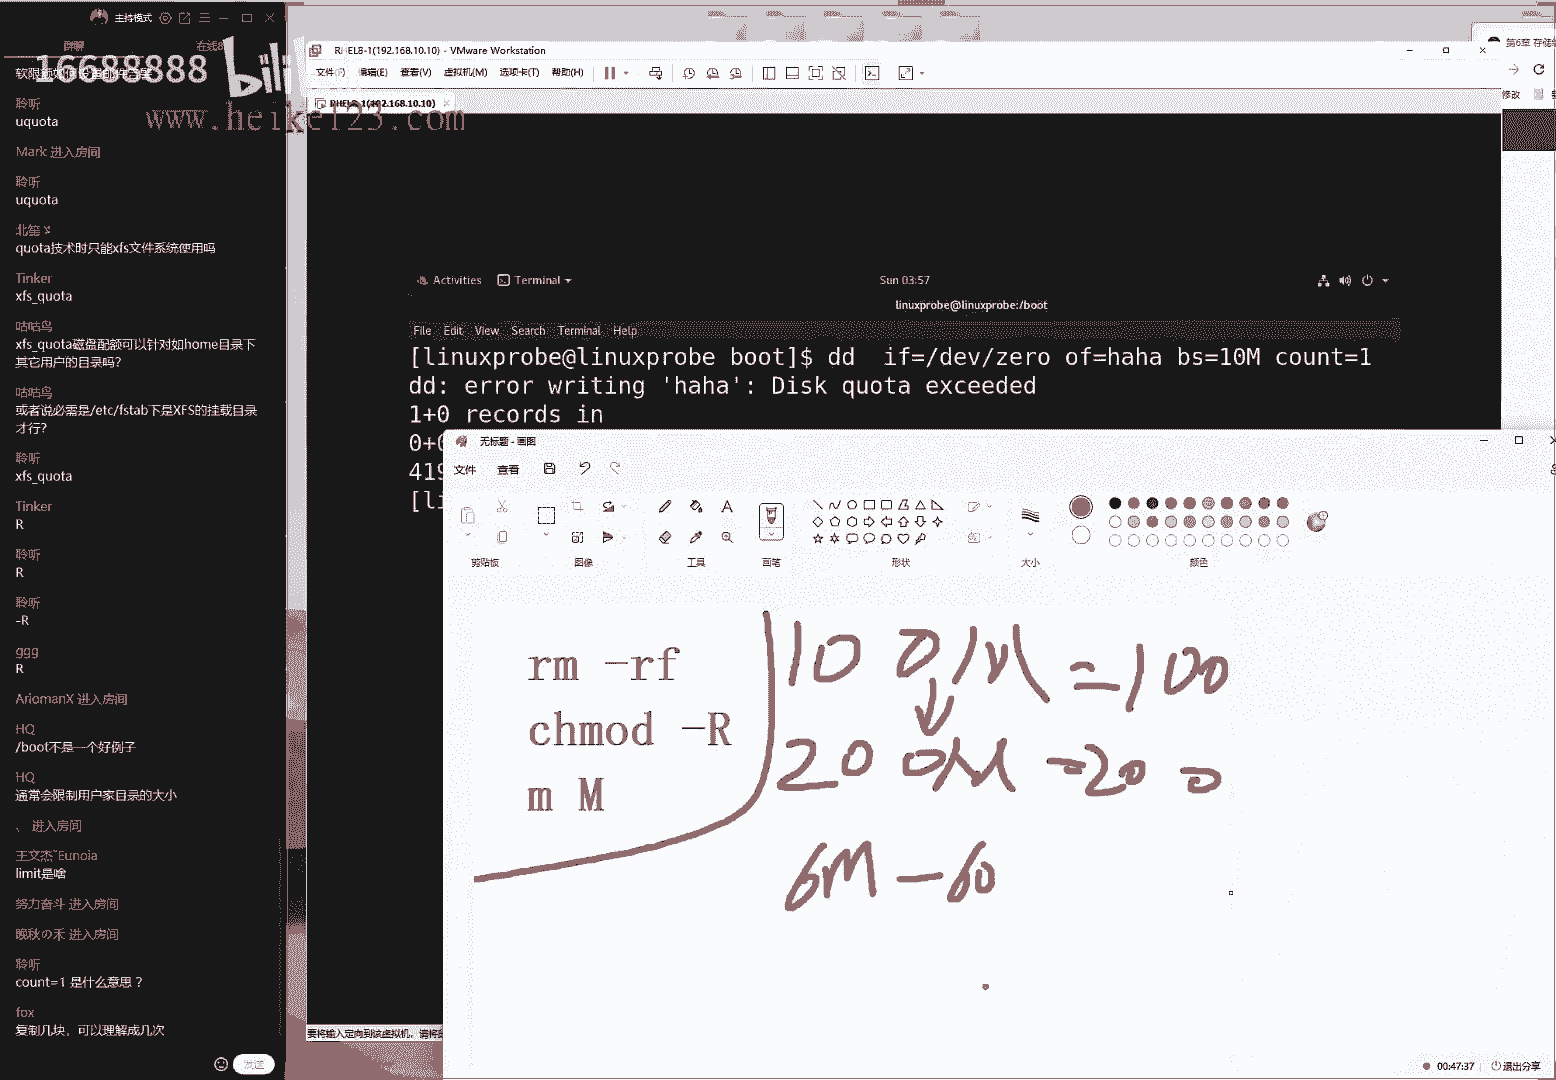 主持模式
群聊
在线8
16688888
bili
www.heike123.com
聆听
uquota
Mark 进入房间
聆听
uquota
北笙
quota技术时只能xfs文件系统使用吗
Tinker
xfs_quota
咕咕鸟
xfs_quota磁盘配额可以针对如home目录下
其它用户的目录吗?
咕咕鸟
或者说必需是/etc/fstab下是XFS的挂载目录
才行?
聆听
xfs_quota
Tinker
R
聆听
R
聆听
-R
ggg
R
AriomanX 进入房间
HQ
/boot不是一个好例子
HQ
通常会限制用户家目录的大小
、 进入房间
王文杰~Eunoia
limit是啥
努力奋斗 进入房间
晚秋の禾 进入房间
聆听
count=1 是什么意思？
fox
复制几块，可以理解成几次
发送
RHEL8-1(192.168.10.10) - VMware Workstation
文件(F) 编辑(E) 查看(V) 虚拟机(M) 选项卡(T) 帮助(H)
RHEL8-1(192.168.10.10)
第6章 存储
修改
Activities Terminal
Sun 03:57
linuxprobe@linuxprobe:/boot
File Edit View Search Terminal Help
[linuxprobe@linuxprobe boot]$ dd  if=/dev/zero of=haha bs=10M count=1
dd: error writing 'haha': Disk quota exceeded
1+0 records in
0+
419
[li
无标题 - 画图
文件 查看
剪贴板 图像 工具 画笔 形状 大小 颜色
rm -rf
chmod -R
m M
10 0M =100
20 0M =20 0
6M - 60
要将输入定向到该虚拟机，请将
00:47:37 退出分享